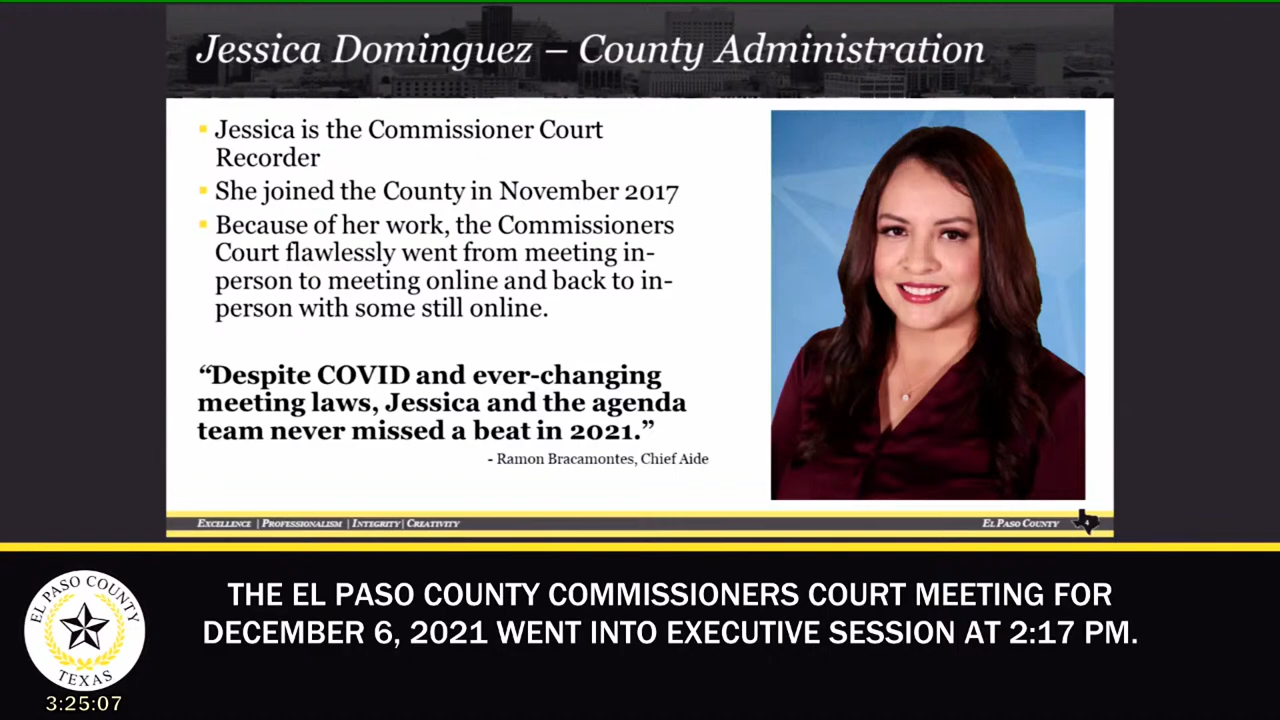 Jessica Dominguez – County Administration
Jessica is the Commissioner Court
Recorder
She joined the County in November 2017
Because of her work, the Commissioners
Court flawlessly went from meeting in-
person to meeting online and back to in-
person with some still online.
“Despite COVID and ever-changing
meeting laws, Jessica and the agenda
team never missed a beat in 2021.”
- Ramon Bracamontes, Chief Aide
EXCELLENCE | PROFESSIONALISM | INTEGRITY | CREATIVITY
EL PASO COUNTY
4
THE EL PASO COUNTY COMMISSIONERS COURT MEETING FOR
DECEMBER 6, 2021 WENT INTO EXECUTIVE SESSION AT 2:17 PM.
EL PASO COUNTY
TEXAS
3:25:07